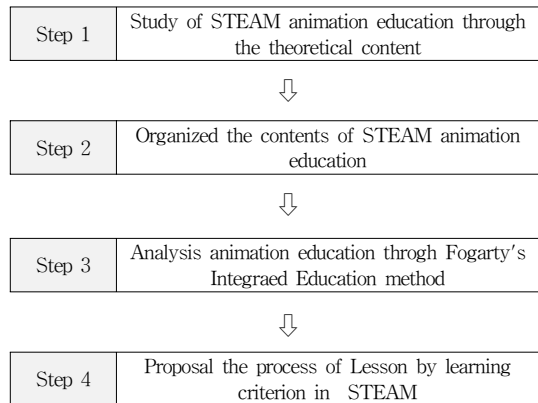 Step 1
Study of STEAM animation education through
the theoretical content
Step 2
Organized the contents of STEAM animation
education
Step 3
Analysis animation education throgh Fogarty's
Integraed Education method
Step 4
Proposal the process of Lesson by learning
criterion in STEAM